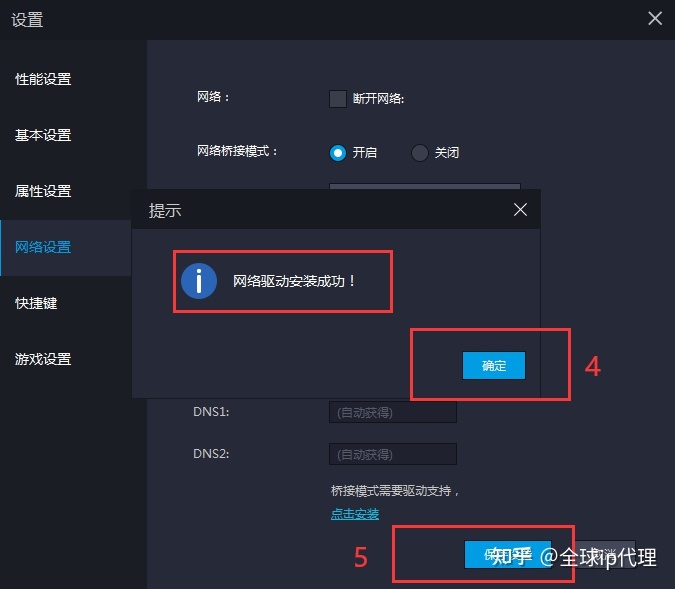 设置
性能设置
基本设置
属性设置
网络设置
快捷键
游戏设置
网络：
断开网络:
网络桥接模式：
开启
关闭
提示
网络驱动安装成功！
确定
4
DNS1:
(自动获得)
DNS2:
(自动获得)
桥接模式需要驱动支持，
点击安装
5
知乎 @全球ip代理